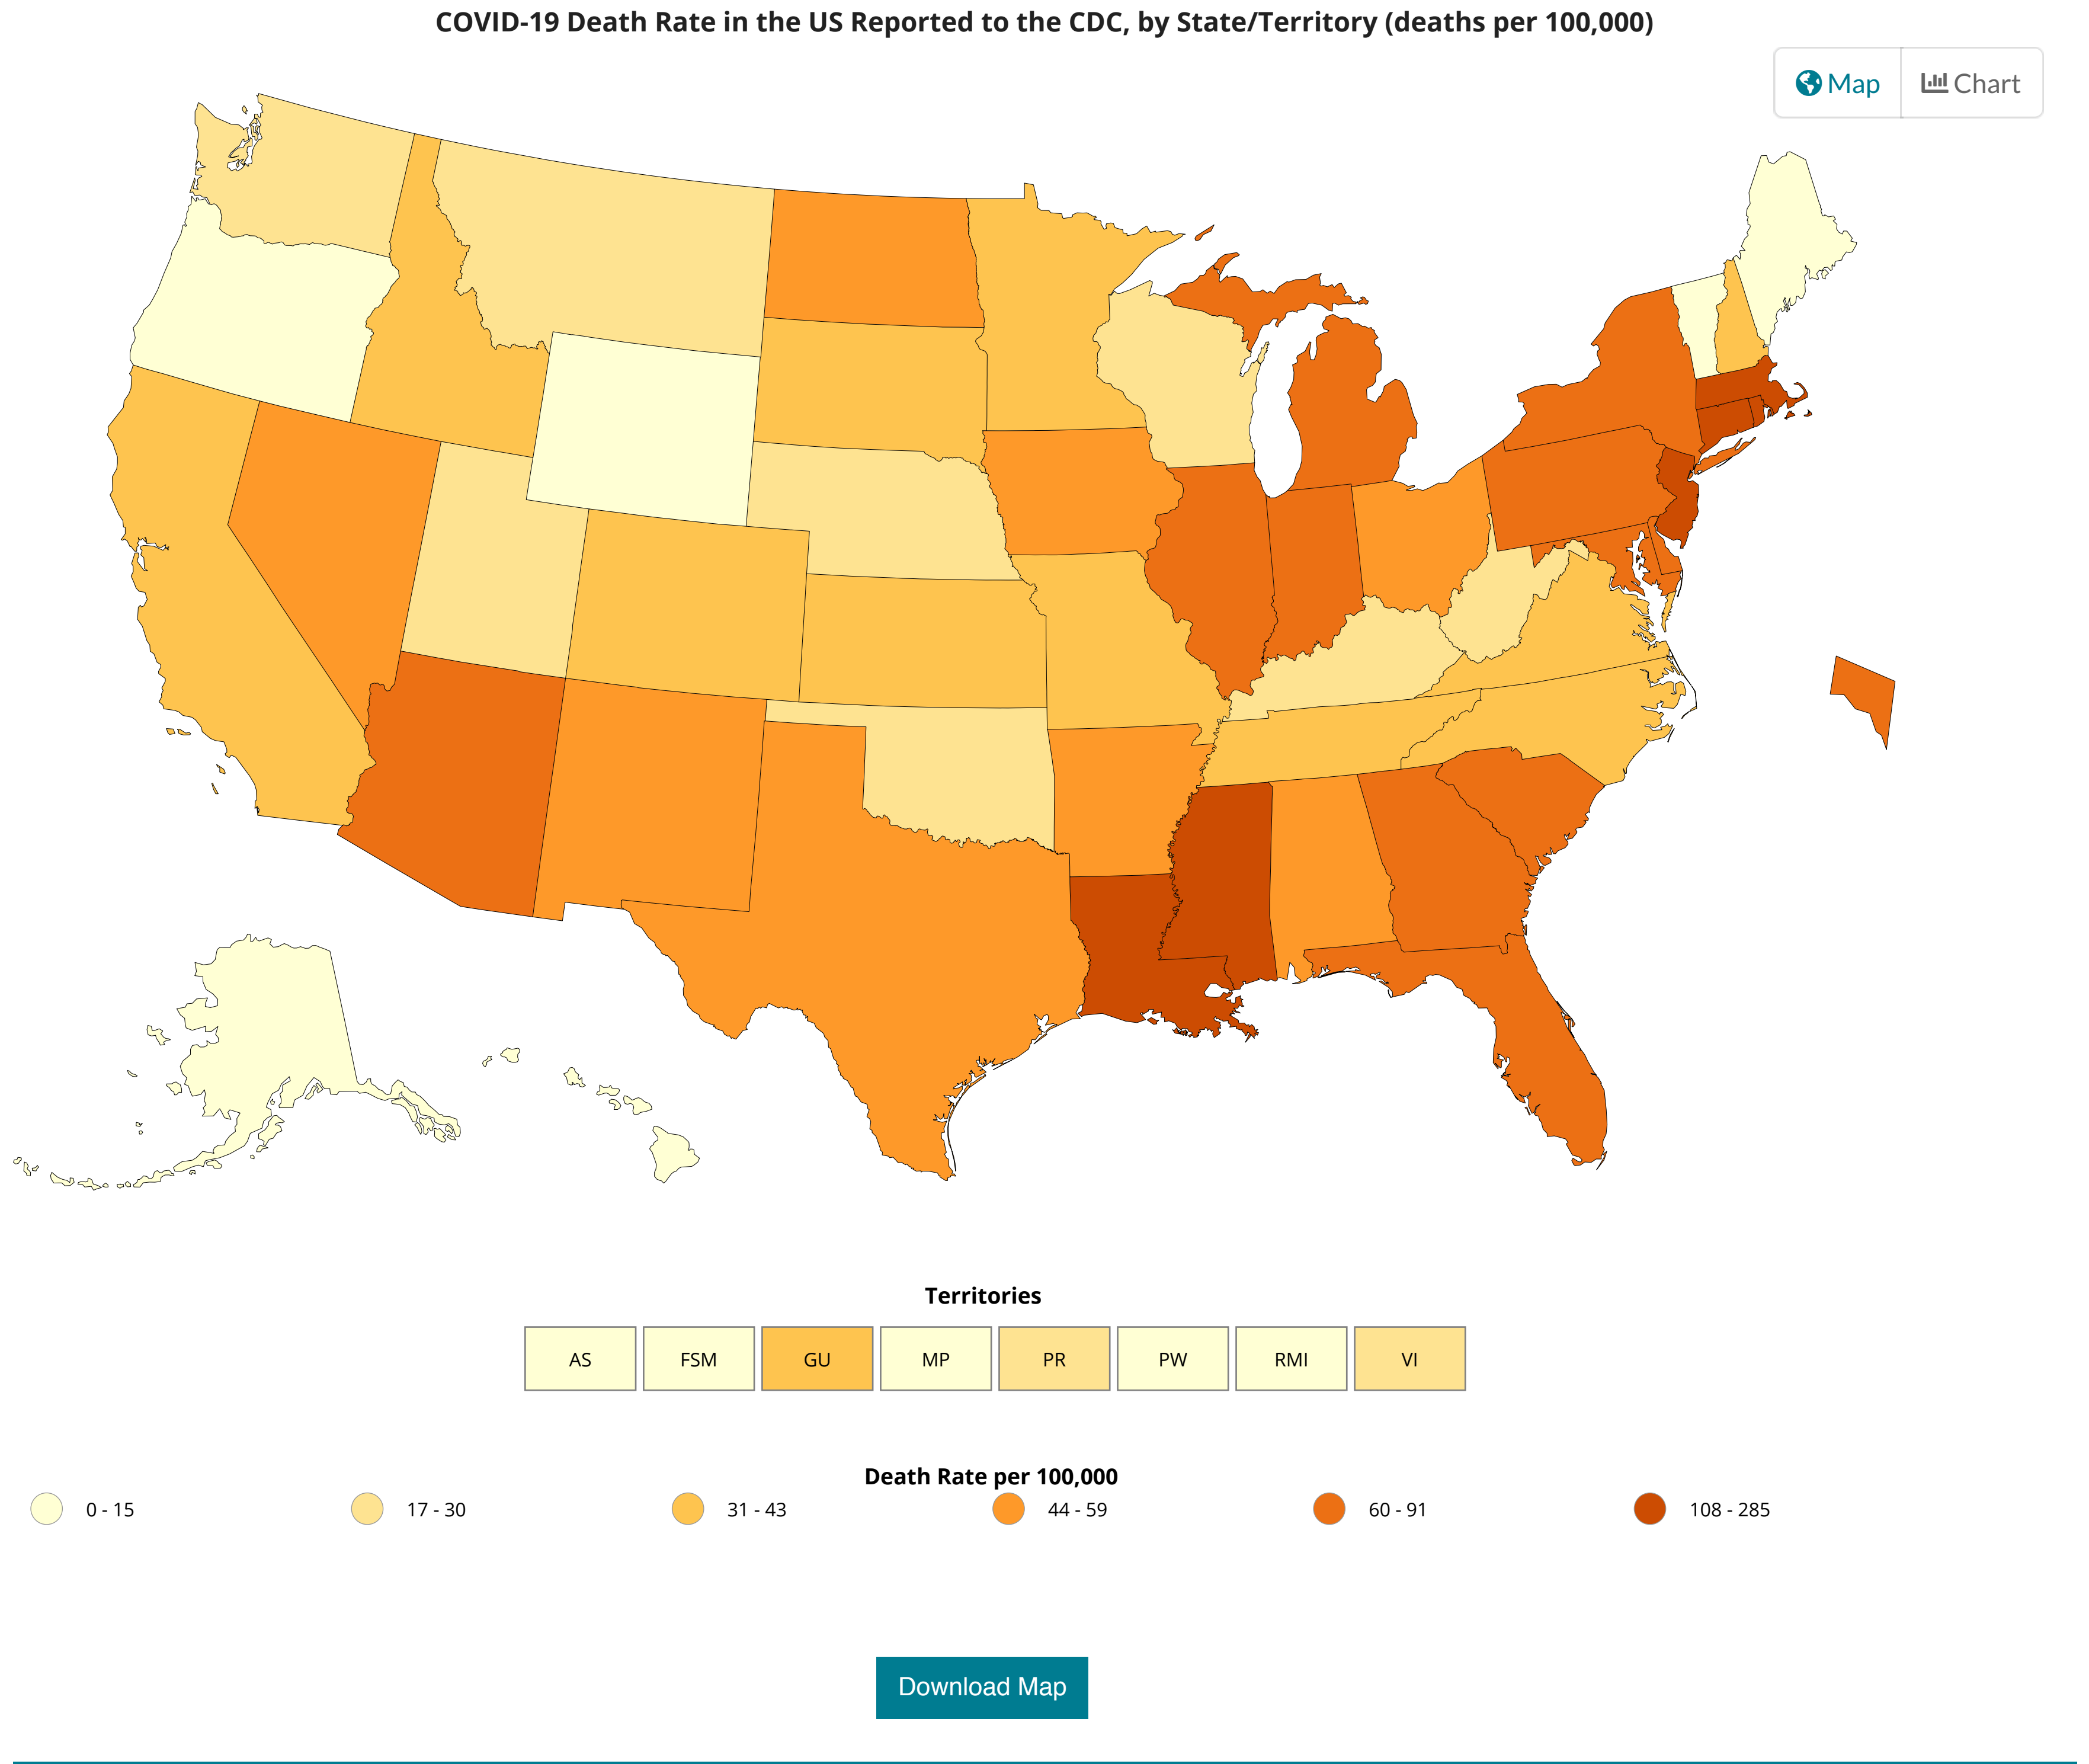 COVID-19 Death Rate in the US Reported to the CDC, by State/Territory (deaths per 100,000)
Map
Chart
Territories
AS FSM GU MP PR PW RMI VI
Death Rate per 100,000
0 - 15 17 - 30 31 - 43 44 - 59 60 - 91 108 - 285
Download Map